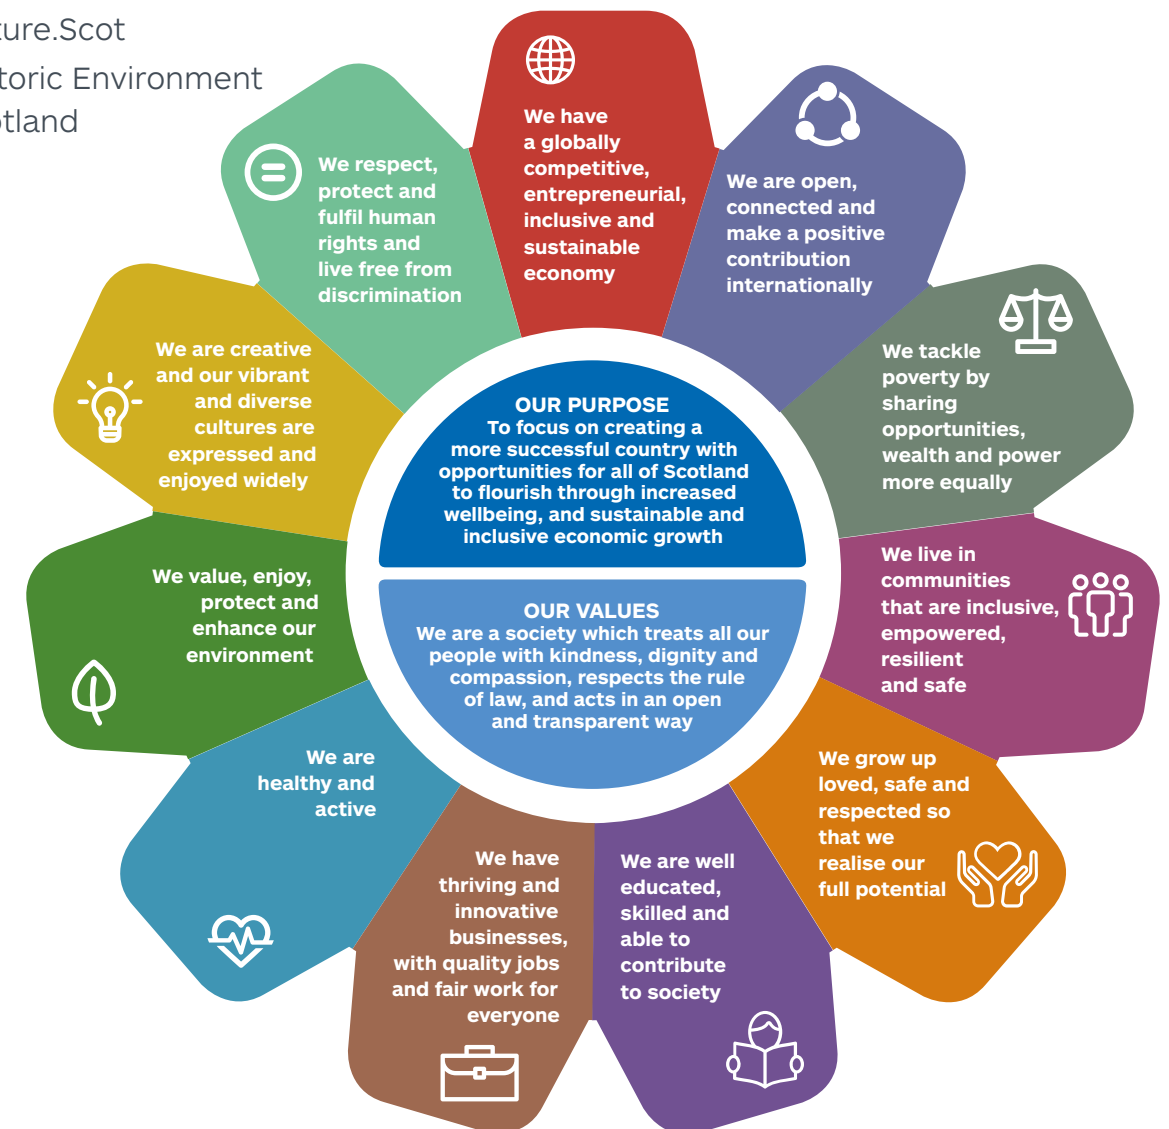 ture.Scot
toric Environment
otland
We have
a globally
competitive,
entrepreneurial,
inclusive and
sustainable
economy
We are open,
connected and
make a positive
contribution
internationally
We tackle
poverty by
sharing
opportunities,
wealth and power
more equally
We live in
communities
that are inclusive,
empowered,
resilient
and safe
We grow up
loved, safe and
respected so
that we
realise our
full potential
We are well
educated,
skilled and
able to
contribute
to society
We have
thriving and
innovative
businesses,
with quality jobs
and fair work for
everyone
We are
healthy and
active
We value, enjoy,
protect and
enhance our
environment
We are creative
and our vibrant
and diverse
cultures are
expressed and
enjoyed widely
We respect,
protect and
fulfil human
rights and
live free from
discrimination
OUR PURPOSE
To focus on creating a
more successful country with
opportunities for all of Scotland
to flourish through increased
wellbeing, and sustainable and
inclusive economic growth
OUR VALUES
We are a society which treats all our
people with kindness, dignity and
compassion, respects the rule
of law, and acts in an open
and transparent way